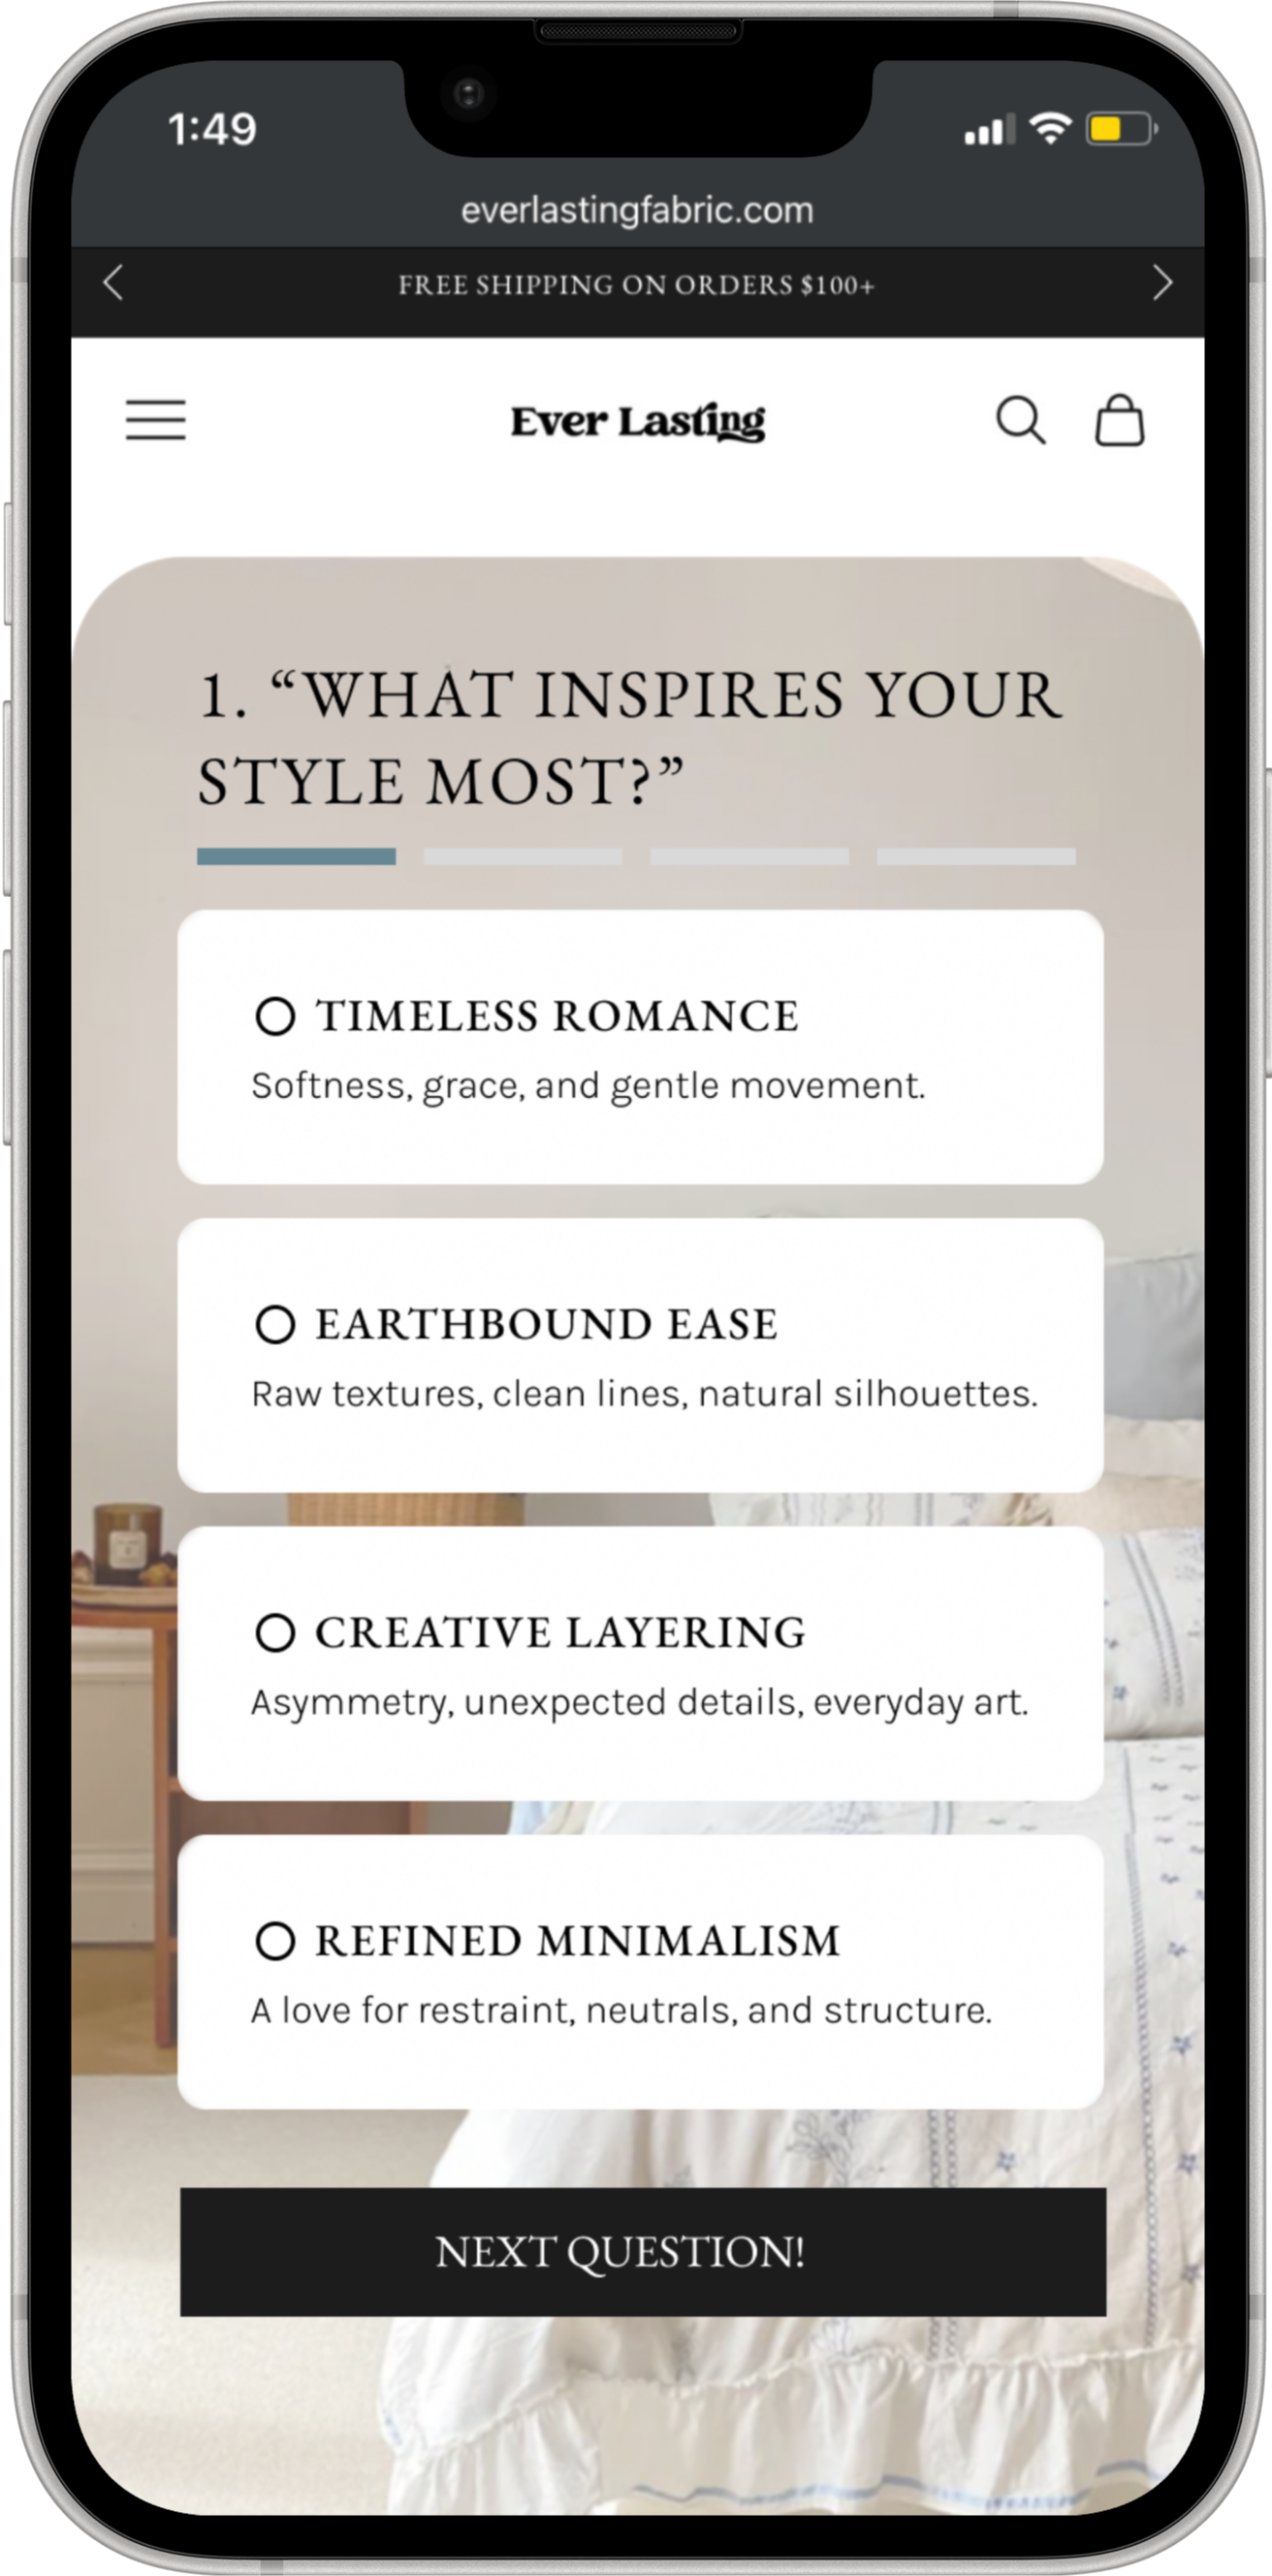 1:49
everlastingfabric.com
FREE SHIPPING ON ORDERS $100+
Ever Lasting
1. “WHAT INSPIRES YOUR
STYLE MOST?”
TIMELESS ROMANCE
Softness, grace, and gentle movement.
EARTHBOUND EASE
Raw textures, clean lines, natural silhouettes.
CREATIVE LAYERING
Asymmetry, unexpected details, everyday art.
REFINED MINIMALISM
A love for restraint, neutrals, and structure.
NEXT QUESTION!